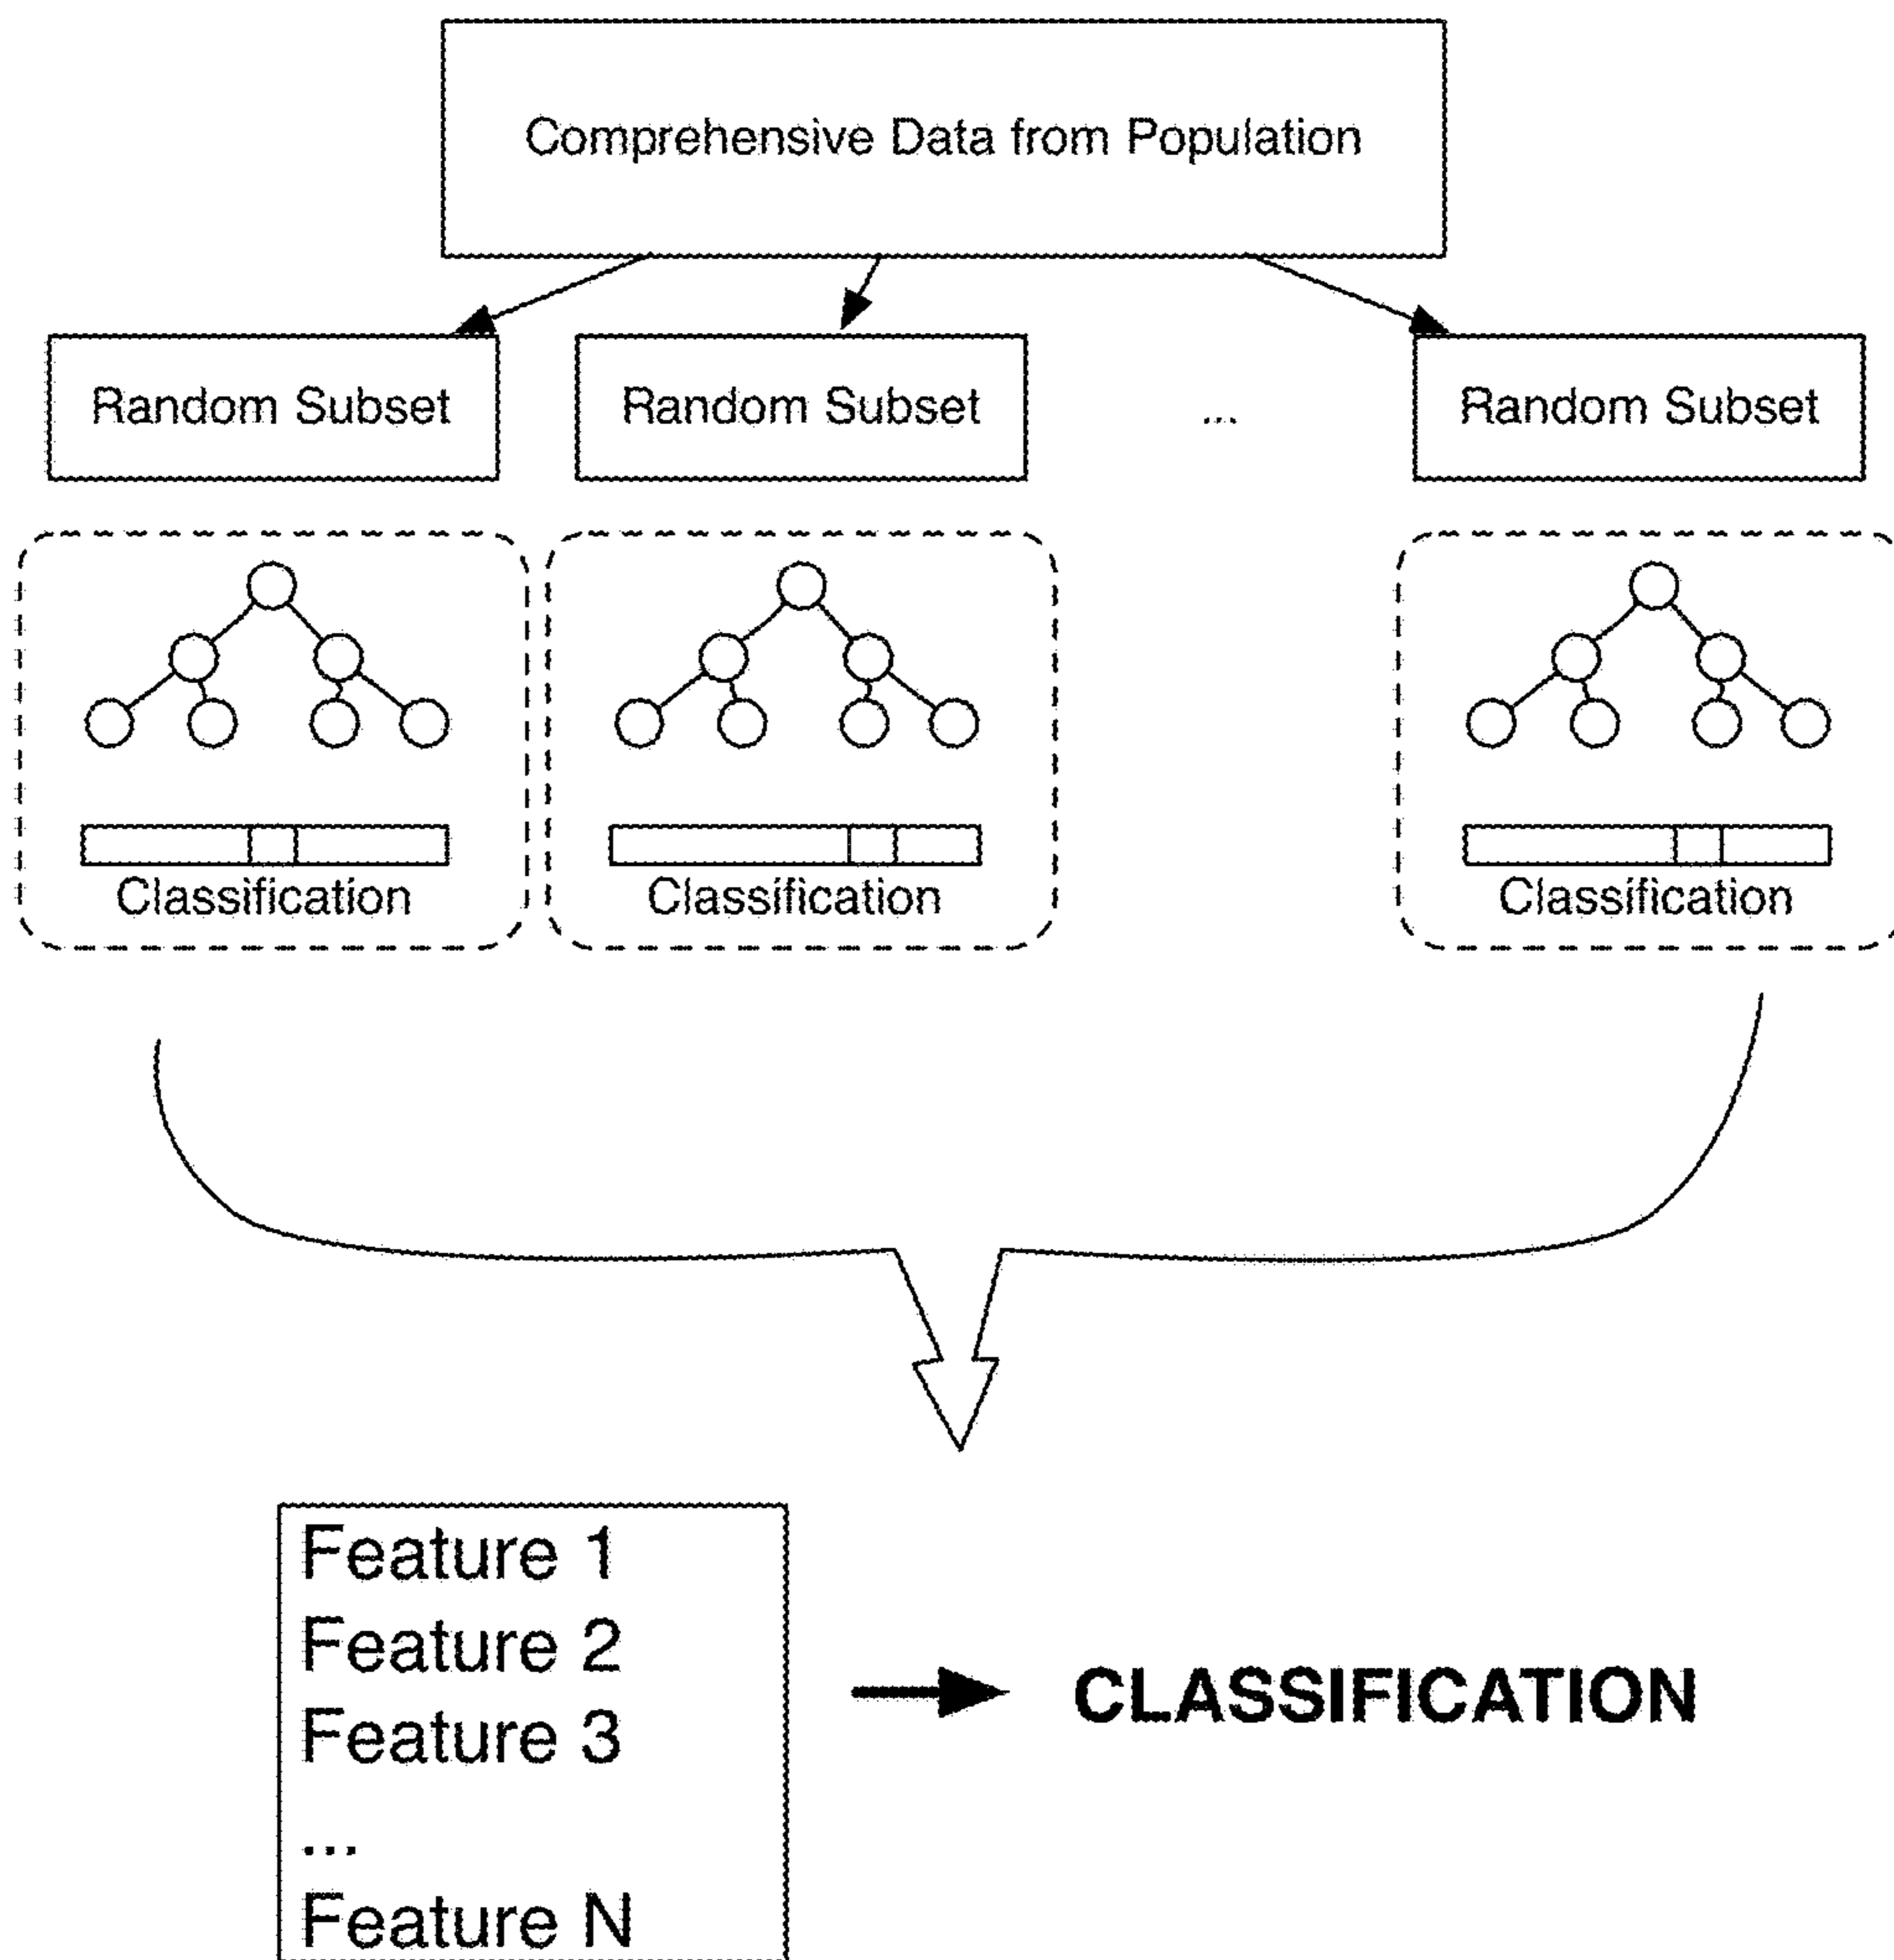 Comprehensive Data from Population
Random Subset
Random Subset
...
Random Subset
Classification
Classification
Classification
Feature 1
Feature 2
Feature 3
...
Feature N
CLASSIFICATION